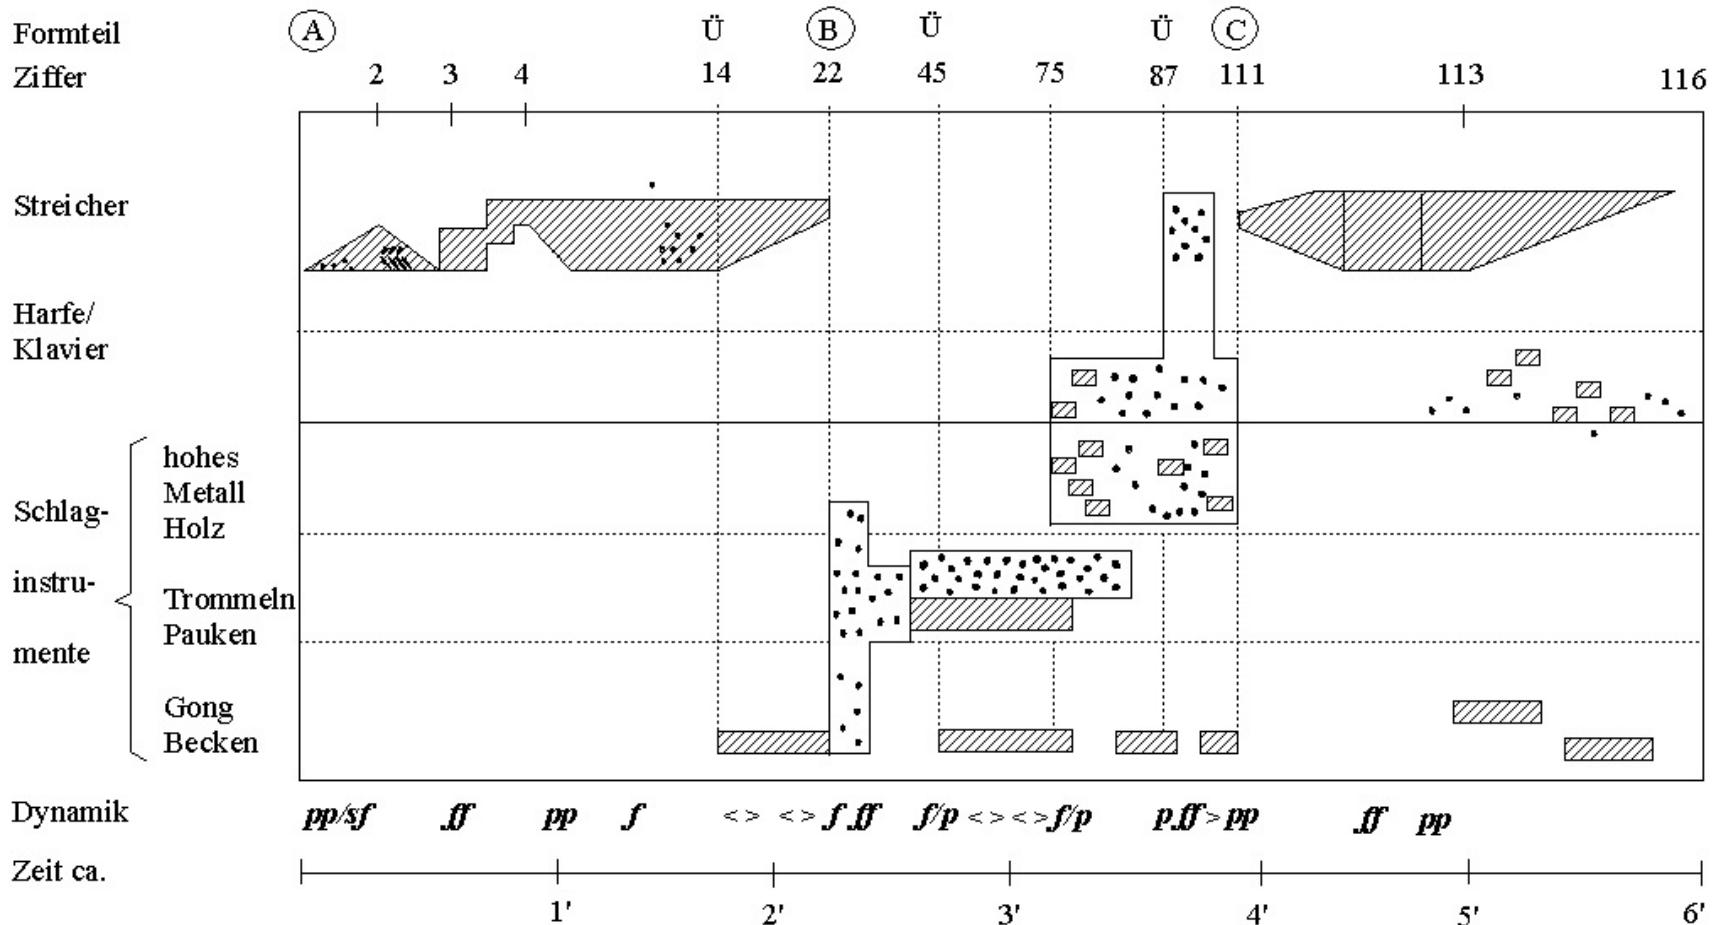 Formteil A Ü B Ü Ü C
Ziffer 2 3 4 14 22 45 75 87 111 113 116
Streicher
Harfe/
Klavier
hohes
Metall
Schlag-
Holz
instru-
Trommeln
Pauken
mente
Gong
Becken
Dynamik pp/sf ff pp f < > < > f ff f/p < > < > f/p p ff > pp ff pp
Zeit ca.
1' 2' 3' 4' 5' 6'